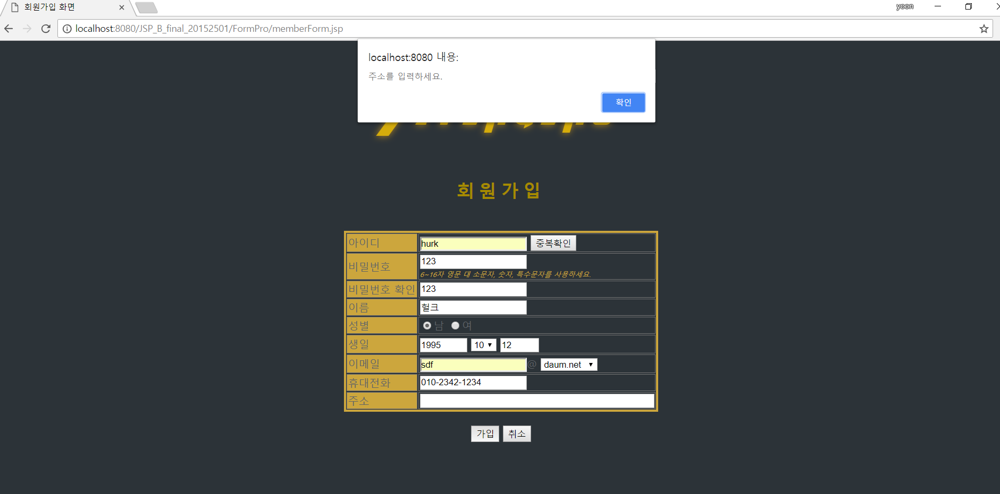 회원가입 화면
yoon
localhost:8080/JSP_B_final_20152501/FormPro/memberForm.jsp
localhost:8080 내용:
주소를 입력하세요.
확인
회 원 가 입
아이디 hurk 중복확인
비밀번호 123
6~16자 영문 대 소문자, 숫자, 특수문자를 사용하세요.
비밀번호 확인 123
이름 헐크
성별 남 여
생일 1995 10 12
이메일 sdf @ daum.net
휴대전화 010-2342-1234
주소
가입 취소